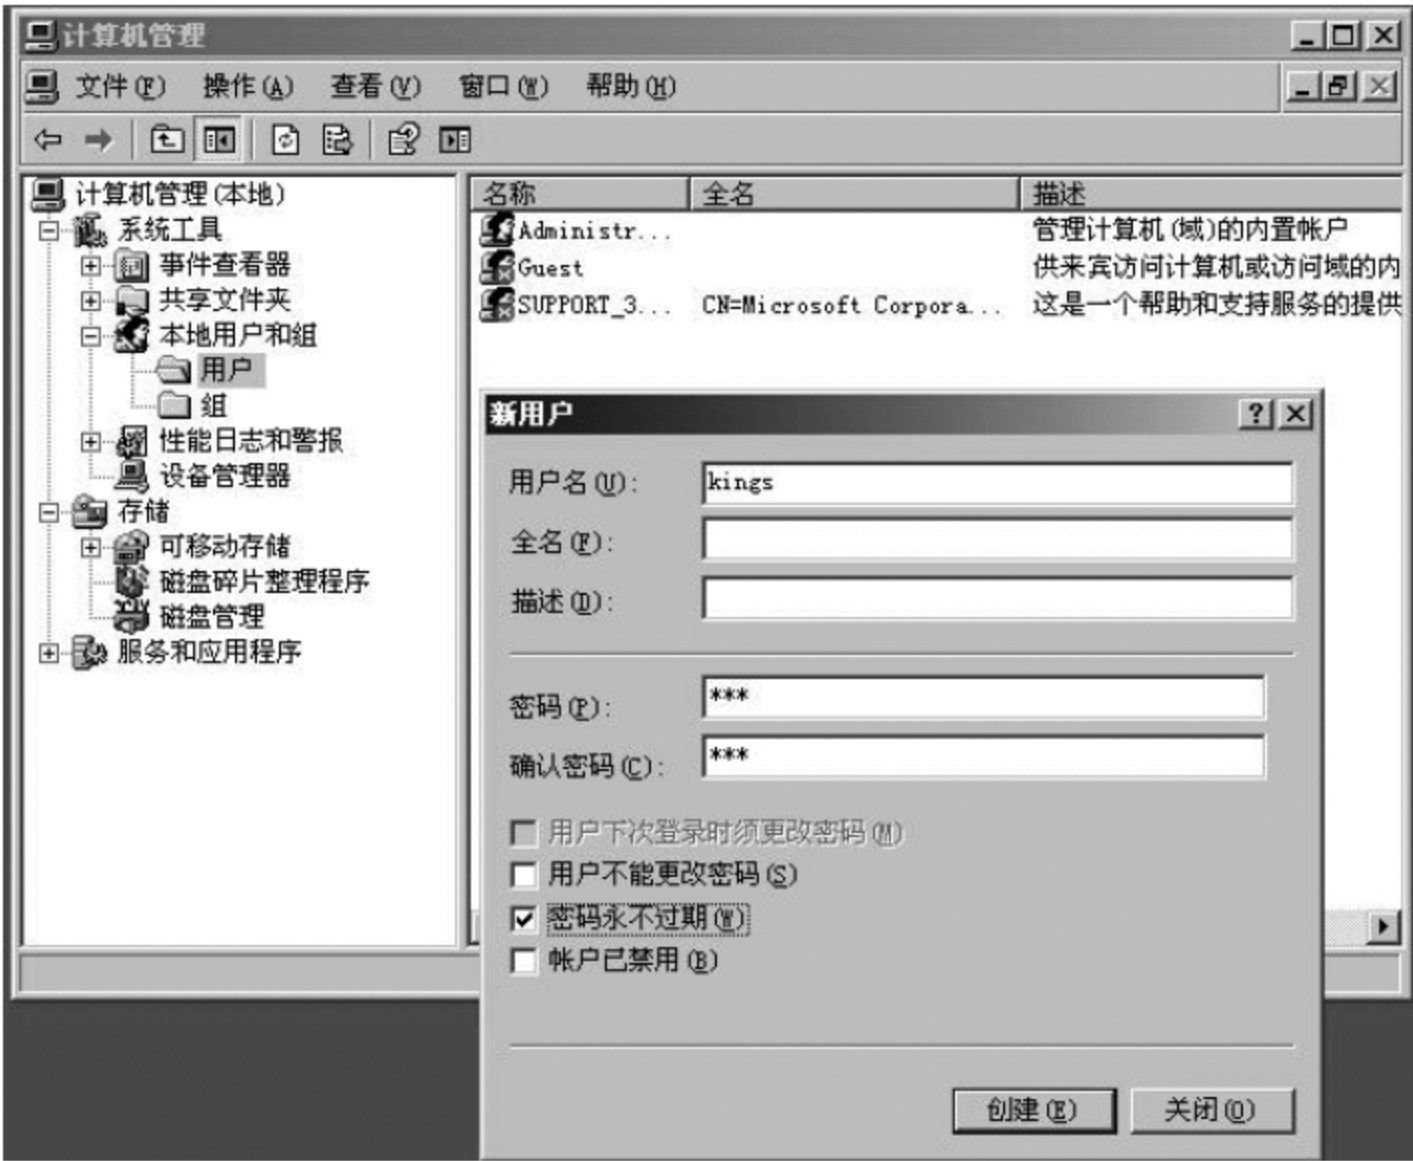 计算机管理
文件(F) 操作(A) 查看(V) 窗口(W) 帮助(H)
计算机管理(本地)
系统工具
事件查看器
共享文件夹
本地用户和组
用户
组
性能日志和警报
设备管理器
存储
可移动存储
磁盘碎片整理程序
磁盘管理
服务和应用程序
名称 全名 描述
Administr... 管理计算机(域)的内置帐户
Guest 供来宾访问计算机或访问域的内
SUPPORT_3... CN=Microsoft Corpora... 这是一个帮助和支持服务的提供
新用户
用户名(U): kings
全名(F):
描述(D):
密码(P): ***
确认密码(C): ***
用户下次登录时须更改密码(M)
用户不能更改密码(S)
密码永不过期(W)
帐户已禁用(B)
创建(E) 关闭(O)